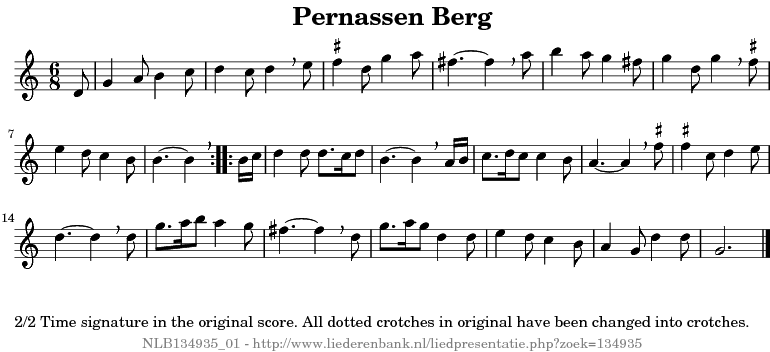 Pernassen Berg
6
8
7
14
2/2 Time signature in the original score. All dotted crotches in original have been changed into crotches.
NLB134935_01 - http://www.liederenbank.nl/liedpresentatie.php?zoek=134935